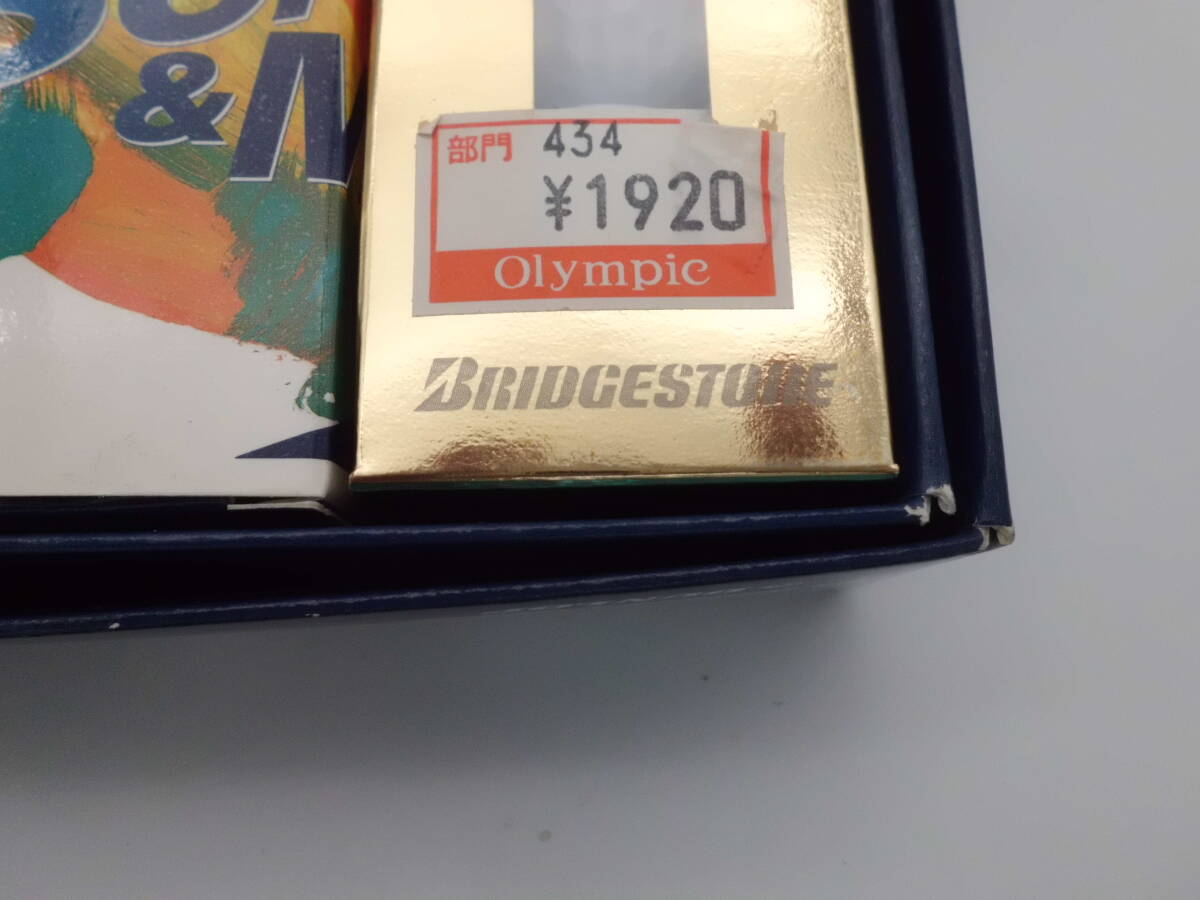 &
部門 434
¥1920
Olympic
BRIDGESTONE